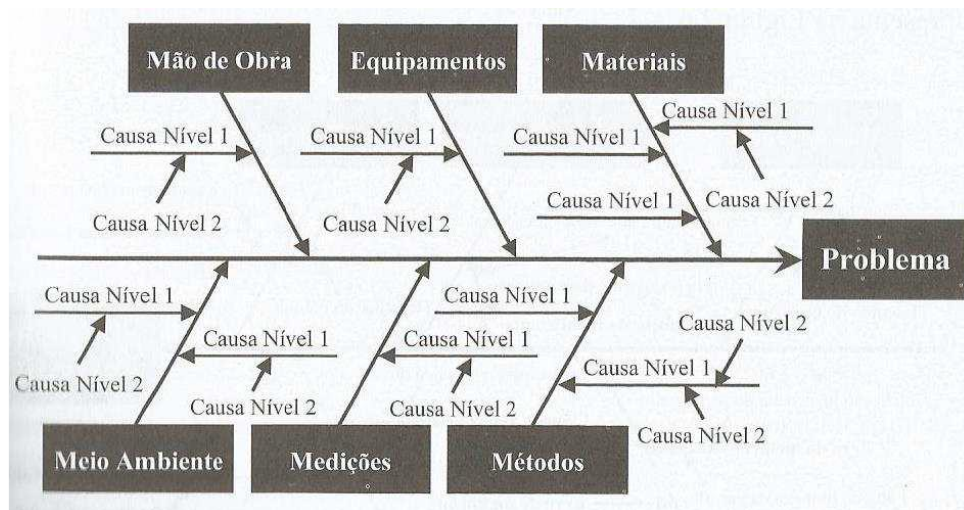 Mão de Obra
Equipamentos
Materiais
Causa Nível 1
Causa Nível 1
Causa Nível 1
Causa Nível 1
Causa Nível 2
Causa Nível 2
Causa Nível 1
Causa Nível 2
Problema
Causa Nível 1
Causa Nível 1
Causa Nível 2
Causa Nível 1
Causa Nível 1
Causa Nível 1
Causa Nível 2
Causa Nível 2
Causa Nível 2
Causa Nível 2
Meio Ambiente
Medições
Métodos